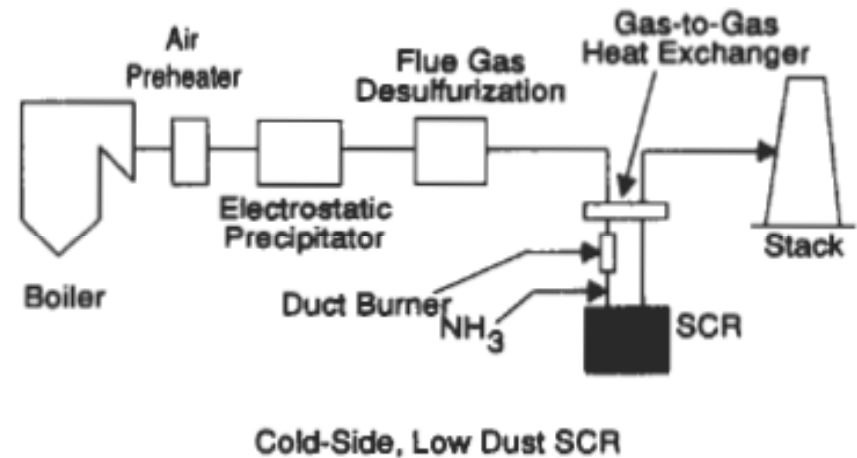 Air
Preheater
Flue Gas
Desulfurization
Gas-to-Gas
Heat Exchanger
Electrostatic
Precipitator
Stack
Boiler
Duct Burner
NH3
SCR
Cold-Side, Low Dust SCR